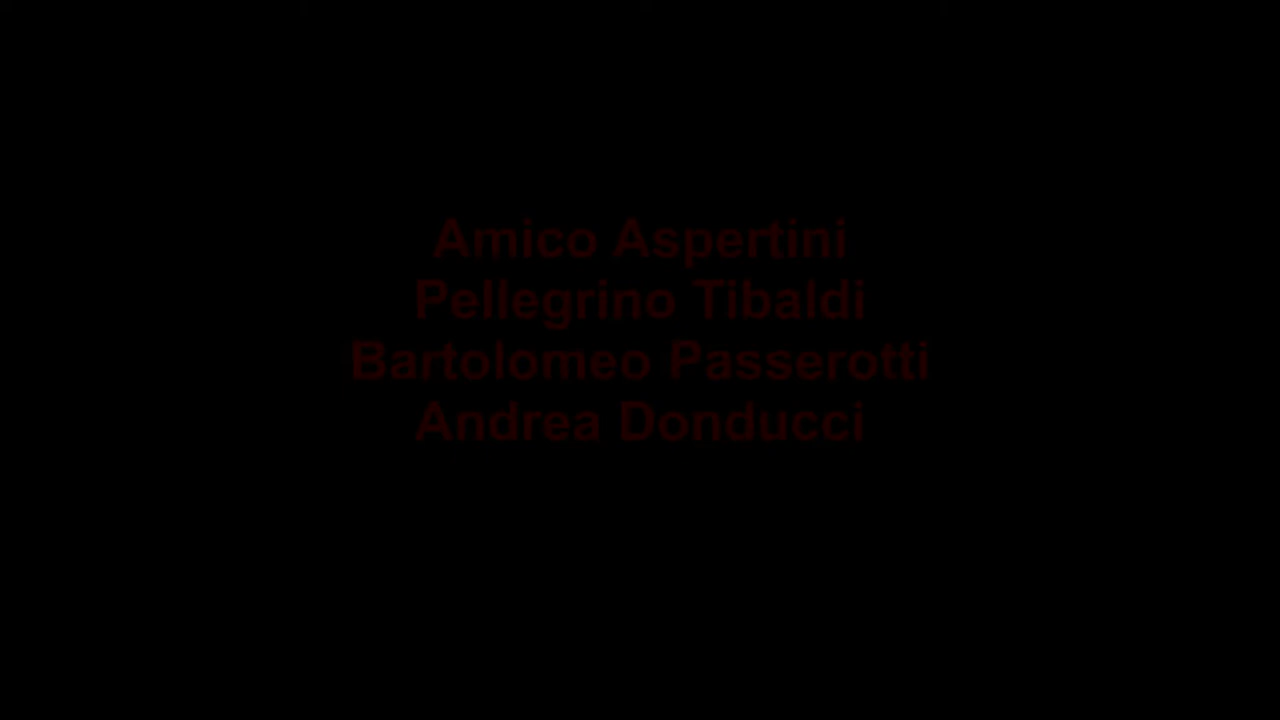 Amico Aspertini
Pellegrino Tibaldi
Bartolomeo Passerotti
Andrea Donducci